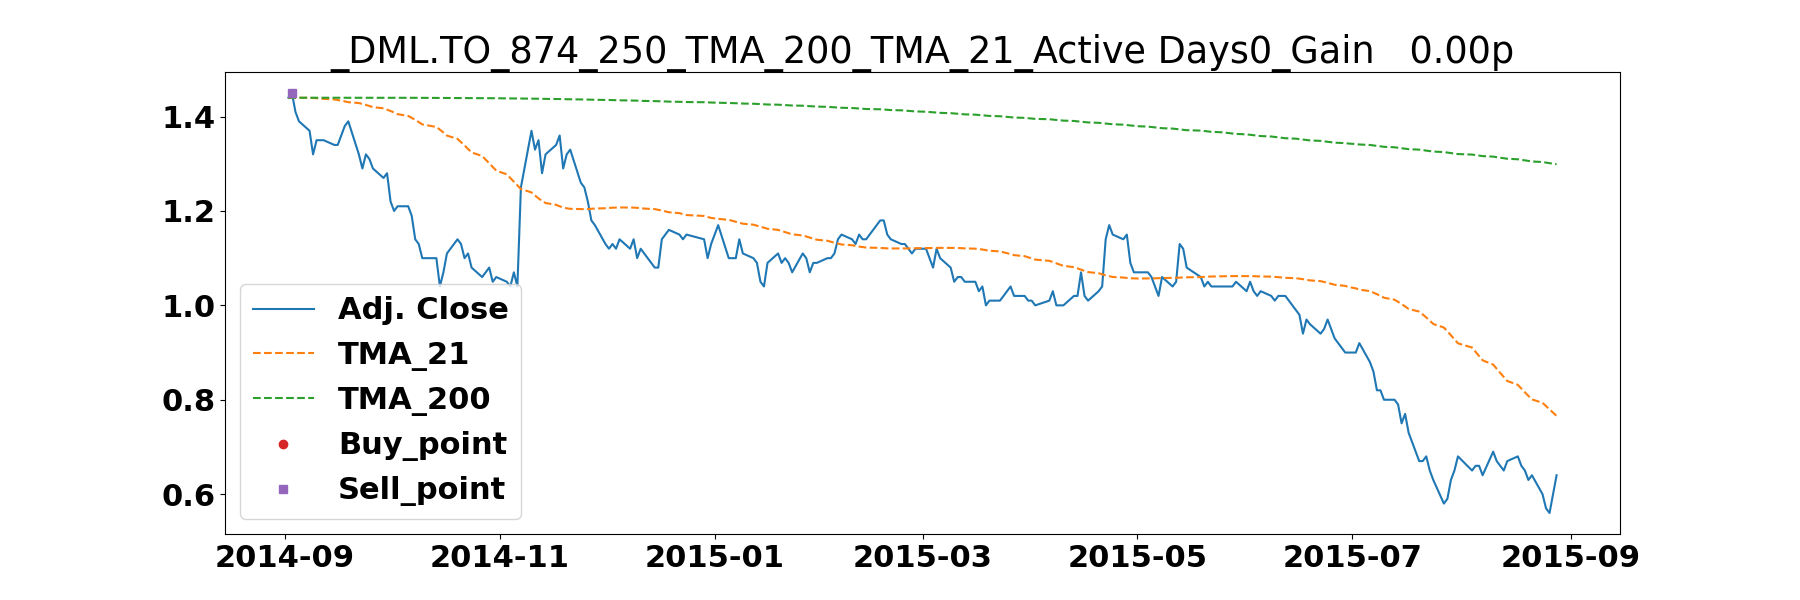 _DML.TO_874_250_TMA_200_TMA_21_Active Days0_Gain   0.00p
1.4
1.2
1.0
0.8
0.6
Adj. Close
TMA_21
TMA_200
Buy_point
Sell_point
2014-09 2014-11 2015-01 2015-03 2015-05 2015-07 2015-09